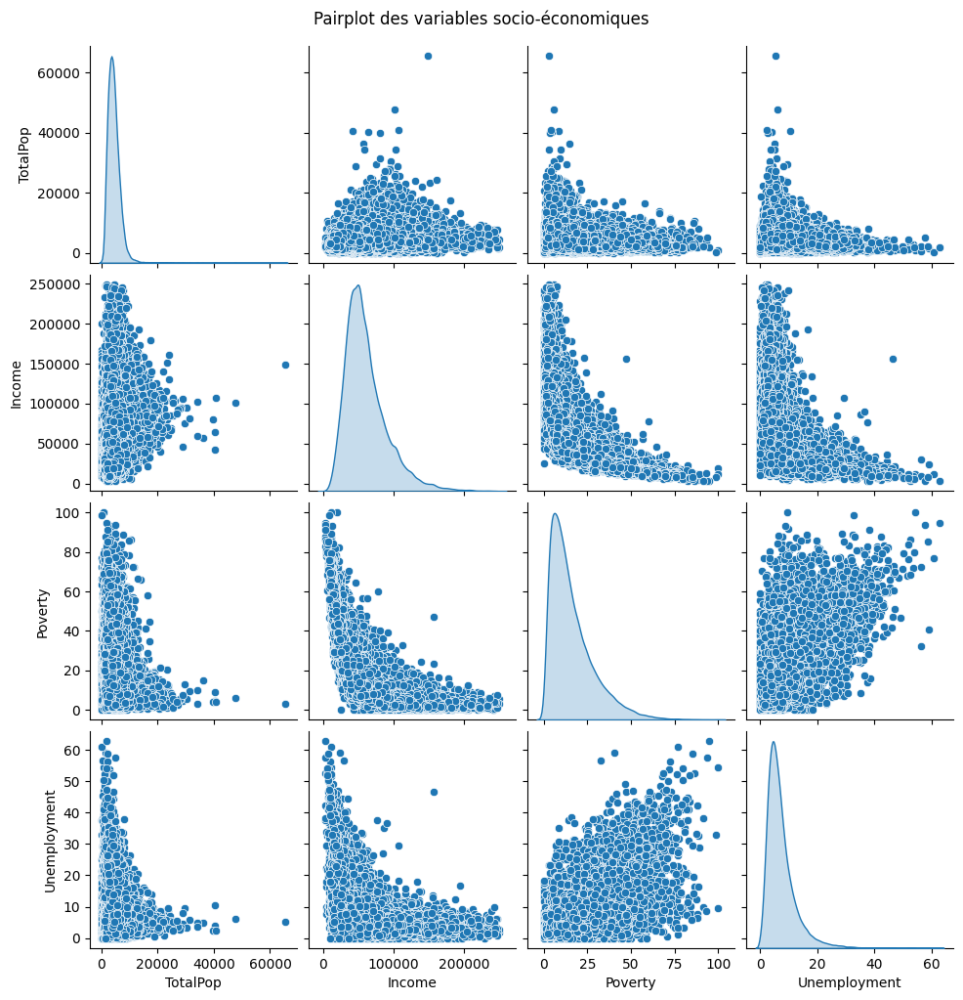 Pairplot des variables socio-économiques
60000
40000
20000
0
TotalPop
250000
200000
150000
100000
50000
0
Income
100
80
60
40
20
0
Poverty
60
50
40
30
20
10
0
Unemployment
0 20000 40000 60000
TotalPop
0 100000 200000
Income
0 25 50 75 100
Poverty
0 20 40 60
Unemployment